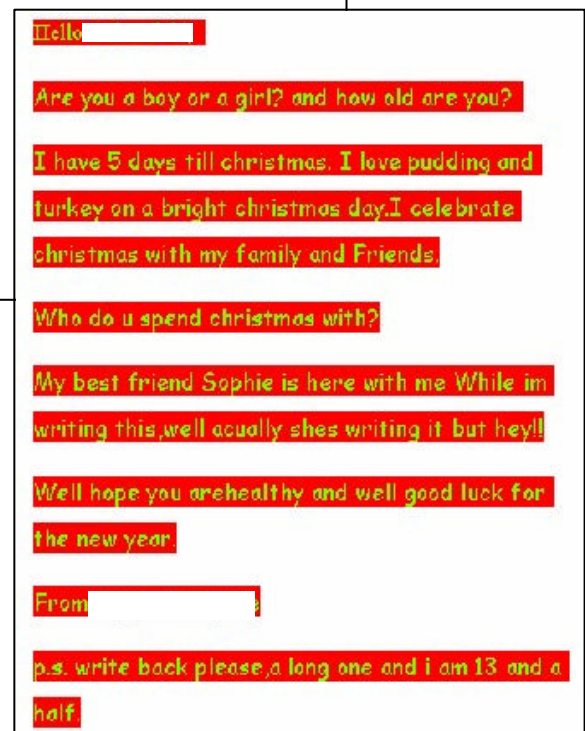 Hello
Are you a boy or a girl? and how old are you?
I have 5 days till christmas. I love pudding and
turkey on a bright christmas day.I celebrate
christmas with my family and Friends.
Who do u spend christmas with?
My best friend Sophie is here with me While im
writing this,well acually shes writing it but hey!!
Well hope you arehealthy and well good luck for
the new year.
From
p.s. write back please,a long one and i am 13 and a
half.